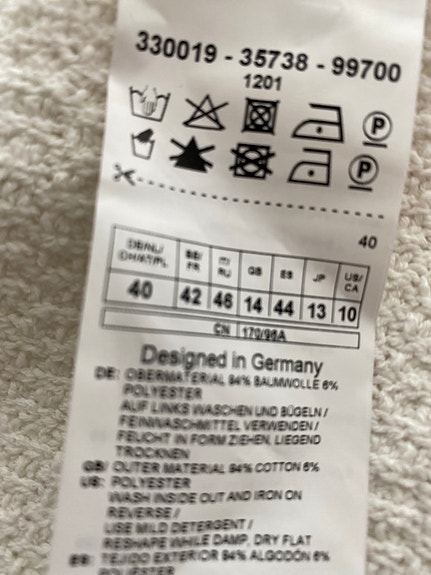 330019 - 35738 - 99700
1201
P
P
40
DE/NL/ BE/ IT/ GB ES JP US/
CH/AT/PL FR RU CA
40 42 46 14 44 13 10
CN 170/96A
Designed in Germany
DE: OBERMATERIAL 94% BAUMWOLLE 6%
POLYESTER
AUF LINKS WASCHEN UND BÜGELN /
FEINWASCHMITTEL VERWENDEN /
FEUCHT IN FORM ZIEHEN, LIEGEND
TROCKNEN
GB/ OUTER MATERIAL 94% COTTON 6%
US: POLYESTER
WASH INSIDE OUT AND IRON ON
REVERSE /
USE MILD DETERGENT /
RESHAPE WHILE DAMP, DRY FLAT
ES: TEJIDO EXTERIOR 94% ALGODÓN 6%
POLIESTER